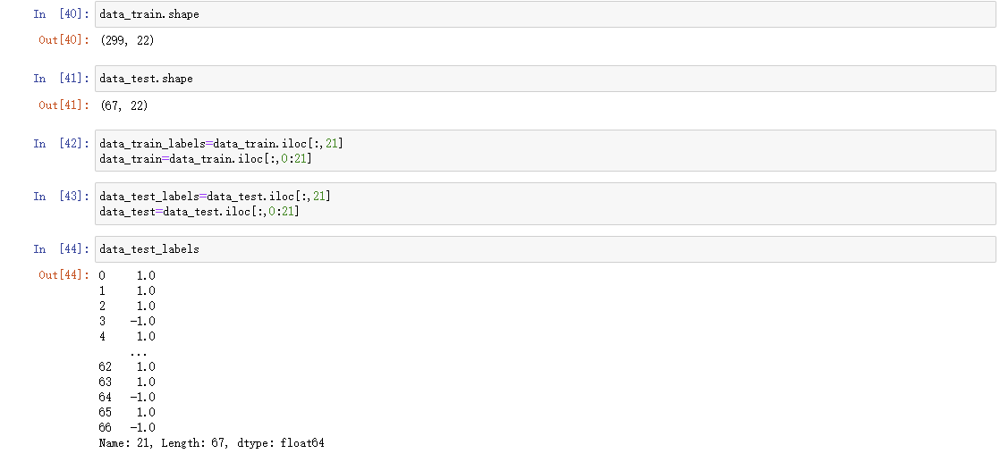 In [40]: data_train.shape
Out[40]: (299, 22)
In [41]: data_test.shape
Out[41]: (67, 22)
In [42]: data_train_labels=data_train.iloc[:,21]
data_train=data_train.iloc[:,0:21]
In [43]: data_test_labels=data_test.iloc[:,21]
data_test=data_test.iloc[:,0:21]
In [44]: data_test_labels
Out[44]: 0 1.0
1 1.0
2 1.0
3 -1.0
4 1.0
...
62 1.0
63 1.0
64 -1.0
65 1.0
66 -1.0
Name: 21, Length: 67, dtype: float64